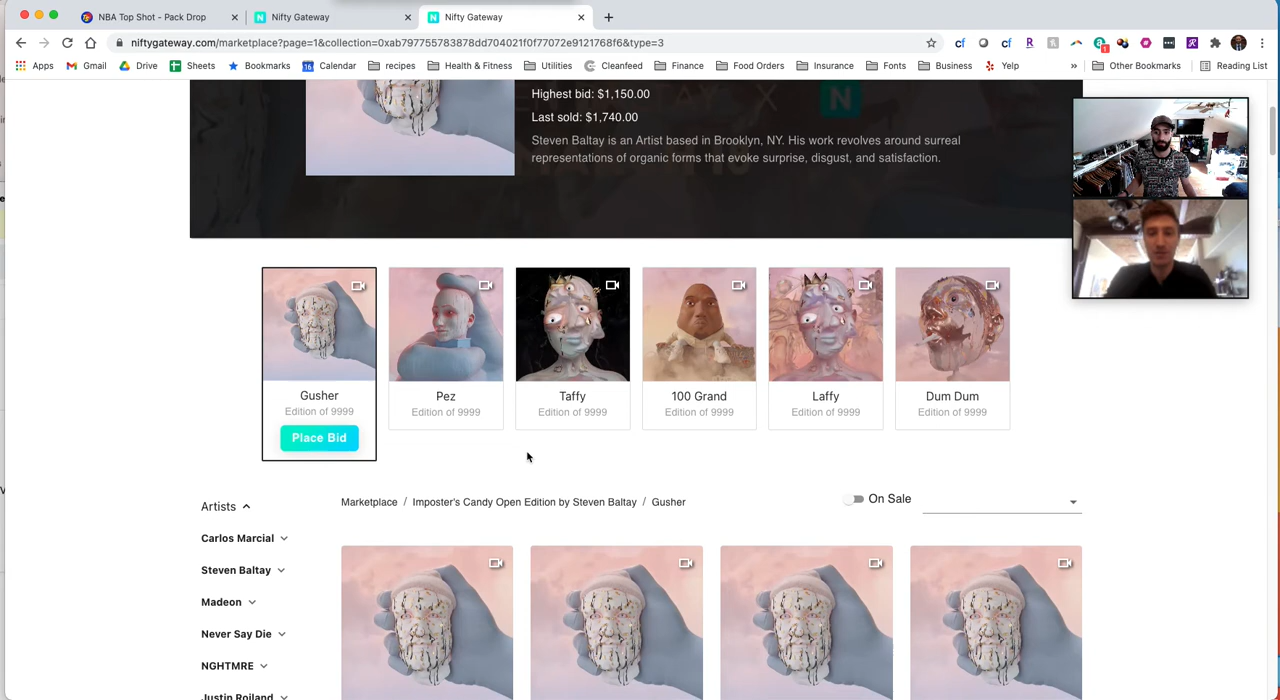 NBA Top Shot - Pack Drop
Nifty Gateway
Nifty Gateway
niftygateway.com/marketplace?page=1&collection=0xab797755783878dd704021f0f77072e9121768f6&type=3
Apps
Gmail
Drive
Sheets
Bookmarks
16
Calendar
recipes
Health & Fitness
Utilities
Cleanfeed
Finance
Food Orders
Insurance
Fonts
Business
Yelp
»
Other Bookmarks
Reading List
Highest bid: $1,150.00
Last sold: $1,740.00
Steven Baltay is an Artist based in Brooklyn, NY. His work revolves around surreal
representations of organic forms that evoke surprise, disgust, and satisfaction.
Gusher
Edition of 9999
Place Bid
Pez
Edition of 9999
Taffy
Edition of 9999
100 Grand
Edition of 9999
Laffy
Edition of 9999
Dum Dum
Edition of 9999
Artists
Carlos Marcial
Steven Baltay
Madeon
Never Say Die
NGHTMRE
Justin Roiland
Marketplace / Imposter's Candy Open Edition by Steven Baltay / Gusher
On Sale